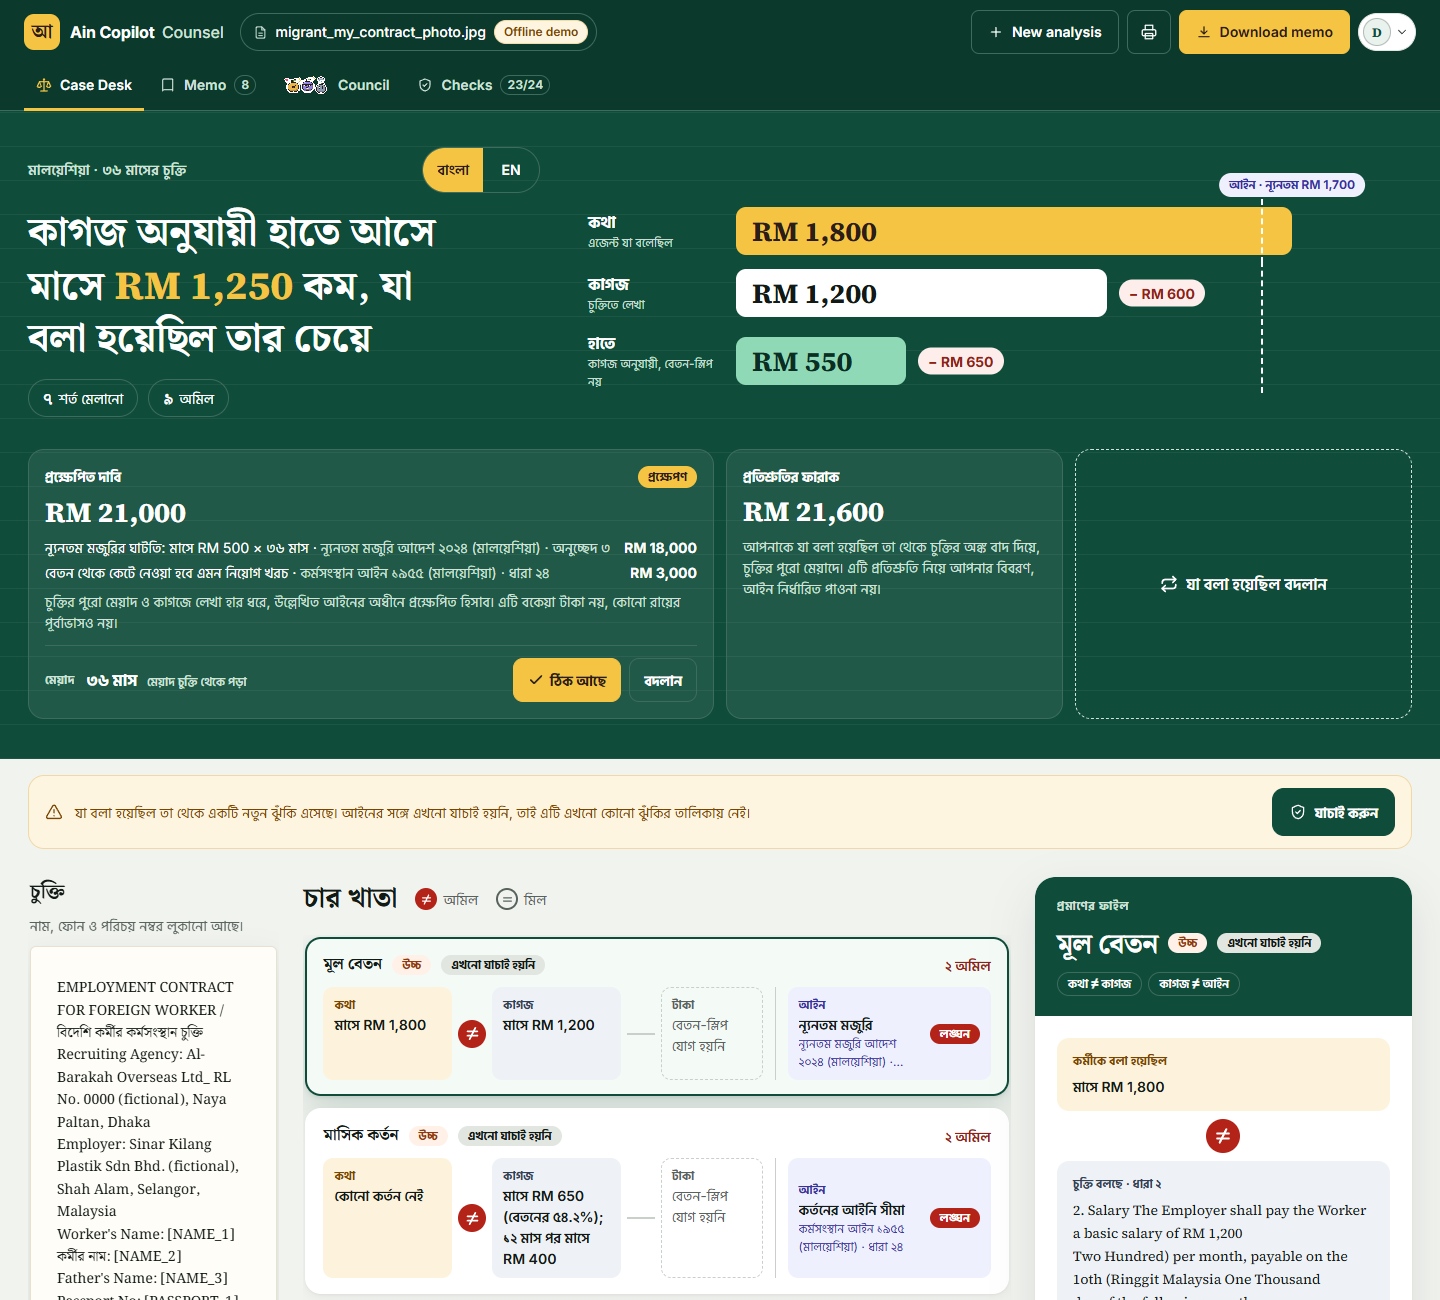 আ Ain Copilot Counsel migrant_my_contract_photo.jpg Offline demo New analysis Download memo D
Case Desk Memo 8 Council Checks 23/24
মালয়েশিয়া · ৩৬ মাসের চুক্তি
বাংলা EN
কাগজ অনুযায়ী হাতে আসে
মাসে RM 1,250 কম, যা
বলা হয়েছিল তার চেয়ে
৭ শর্ত মেলানো ৯ অমিল
আইন · ন্যূনতম RM 1,700
কথা
এজেন্ট যা বলেছিল
RM 1,800
কাগজ
চুক্তিতে লেখা
RM 1,200 – RM 600
হাতে
কাগজ অনুযায়ী, বেতন-স্লিপ
নয়
RM 550 – RM 650
প্রক্ষেপিত দাবি প্রক্ষেপণ
RM 21,000
ন্যূনতম মজুরির ঘাটতি: মাসে RM 500 × ৩৬ মাস · ন্যূনতম মজুরি আদেশ ২০২৪ (মালয়েশিয়া) · অনুচ্ছেদ ৩ RM 18,000
বেতন থেকে কেটে নেওয়া হবে এমন নিয়োগ খরচ · কর্মসংস্থান আইন ১৯৫৫ (মালয়েশিয়া) · ধারা ২৪ RM 3,000
চুক্তির পুরো মেয়াদ ও কাগজে লেখা হার ধরে, উল্লেখিত আইনের অধীনে প্রক্ষেপিত হিসাব। এটি বকেয়া টাকা নয়, কোনো রায়ের
পূর্বাভাসও নয়।
মেয়াদ ৩৬ মাস মেয়াদ চুক্তি থেকে পড়া ঠিক আছে বদলান
প্রতিশ্রুতির ফারাক
RM 21,600
আপনাকে যা বলা হয়েছিল তা থেকে চুক্তির অঙ্ক বাদ দিয়ে,
চুক্তির পুরো মেয়াদে। এটি প্রতিশ্রুতি নিয়ে আপনার বিবরণ,
আইন নির্ধারিত পাওনা নয়।
যা বলা হয়েছিল বদলান
যা বলা হয়েছিল তা থেকে একটি নতুন ঝুঁকি এসেছে। আইনের সঙ্গে এখনো যাচাই হয়নি, তাই এটি এখনো কোনো ঝুঁকির তালিকায় নেই।
যাচাই করুন
চুক্তি
নাম, ফোন ও পরিচয় নম্বর লুকানো আছে।
EMPLOYMENT CONTRACT
FOR FOREIGN WORKER /
বিদেশি কর্মীর কর্মসংস্থান চুক্তি
Recruiting Agency: Al-
Barakah Overseas Ltd_ RL
No. 0000 (fictional), Naya
Paltan, Dhaka
Employer: Sinar Kilang
Plastik Sdn Bhd. (fictional),
Shah Alam, Selangor,
Malaysia
Worker's Name: [NAME_1]
কর্মীর নাম: [NAME_2]
Father's Name: [NAME_3]
Passport No: [PASSPORT_1]
চার খাতা ≠ অমিল = মিল
মূল বেতন উচ্চ এখনো যাচাই হয়নি ২ অমিল
কথা
মাসে RM 1,800
≠
কাগজ
মাসে RM 1,200
টাকা
বেতন-স্লিপ
যোগ হয়নি
আইন
ন্যূনতম মজুরি
ন্যূনতম মজুরি আদেশ
২০২৪ (মালয়েশিয়া) ·...
লঙ্ঘন
মাসিক কর্তন উচ্চ এখনো যাচাই হয়নি ২ অমিল
কথা
কোনো কর্তন নেই
≠
কাগজ
মাসে RM 650
(বেতনের ৫৪.২%);
১২ মাস পর মাসে
RM 400
টাকা
বেতন-স্লিপ
যোগ হয়নি
আইন
কর্তনের আইনি সীমা
কর্মসংস্থান আইন ১৯৫৫
(মালয়েশিয়া) · ধারা ২৪
লঙ্ঘন
প্রমাণের ফাইল
মূল বেতন উচ্চ এখনো যাচাই হয়নি
কথা ≠ কাগজ কাগজ ≠ আইন
কর্মীকে বলা হয়েছিল
মাসে RM 1,800
≠
চুক্তি বলছে · ধারা ২
2. Salary The Employer shall pay the Worker
a basic salary of RM 1,200
Two Hundred) per month, payable on the
1oth (Ringgit Malaysia One Thousand